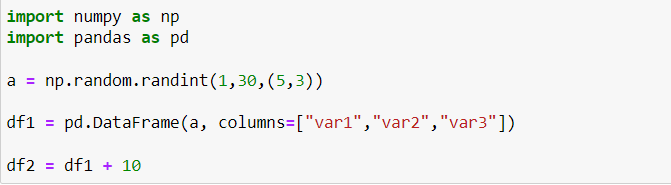 import numpy as np
import pandas as pd
a = np.random.randint(1,30,(5,3))
df1 = pd.DataFrame(a, columns=["var1","var2","var3"])
df2 = df1 + 10